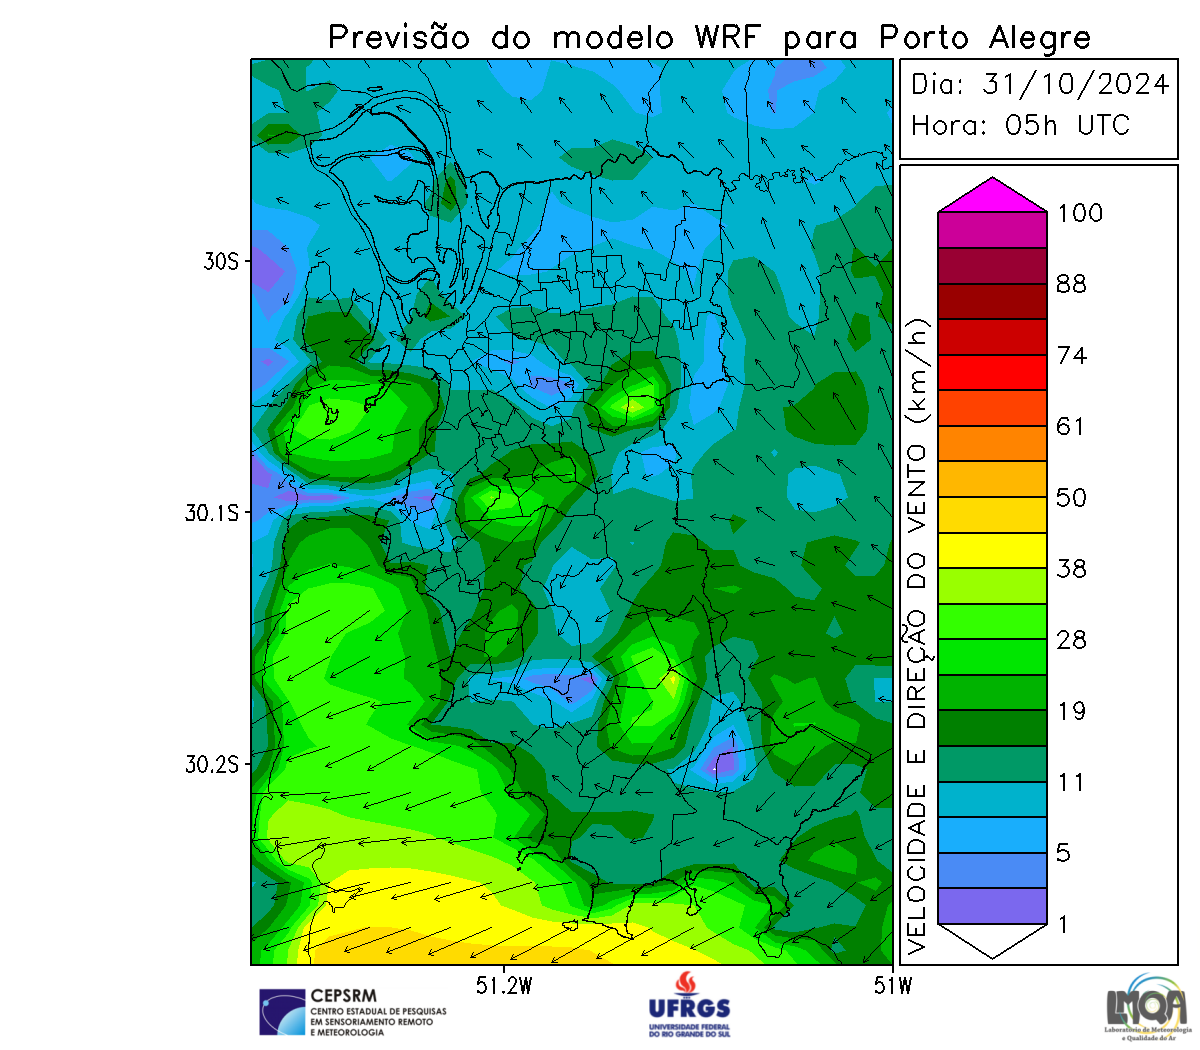 Previsão do modelo WRF para Porto Alegre
Dia: 31/10/2024
Hora: 05h UTC
30S
30.1S
30.2S
51.2W
51W
VELOCIDADE E DIREÇÃO DO VENTO (km/h)
100
88
74
61
50
38
28
19
11
5
1
CEPSRM
CENTRO ESTADUAL DE PESQUISAS
EM SENSORIAMENTO REMOTO
E METEOROLOGIA
UFRGS
UNIVERSIDADE FEDERAL
DO RIO GRANDE DO SUL
LMQA
Laboratório de Meteorologia
e Qualidade do Ar